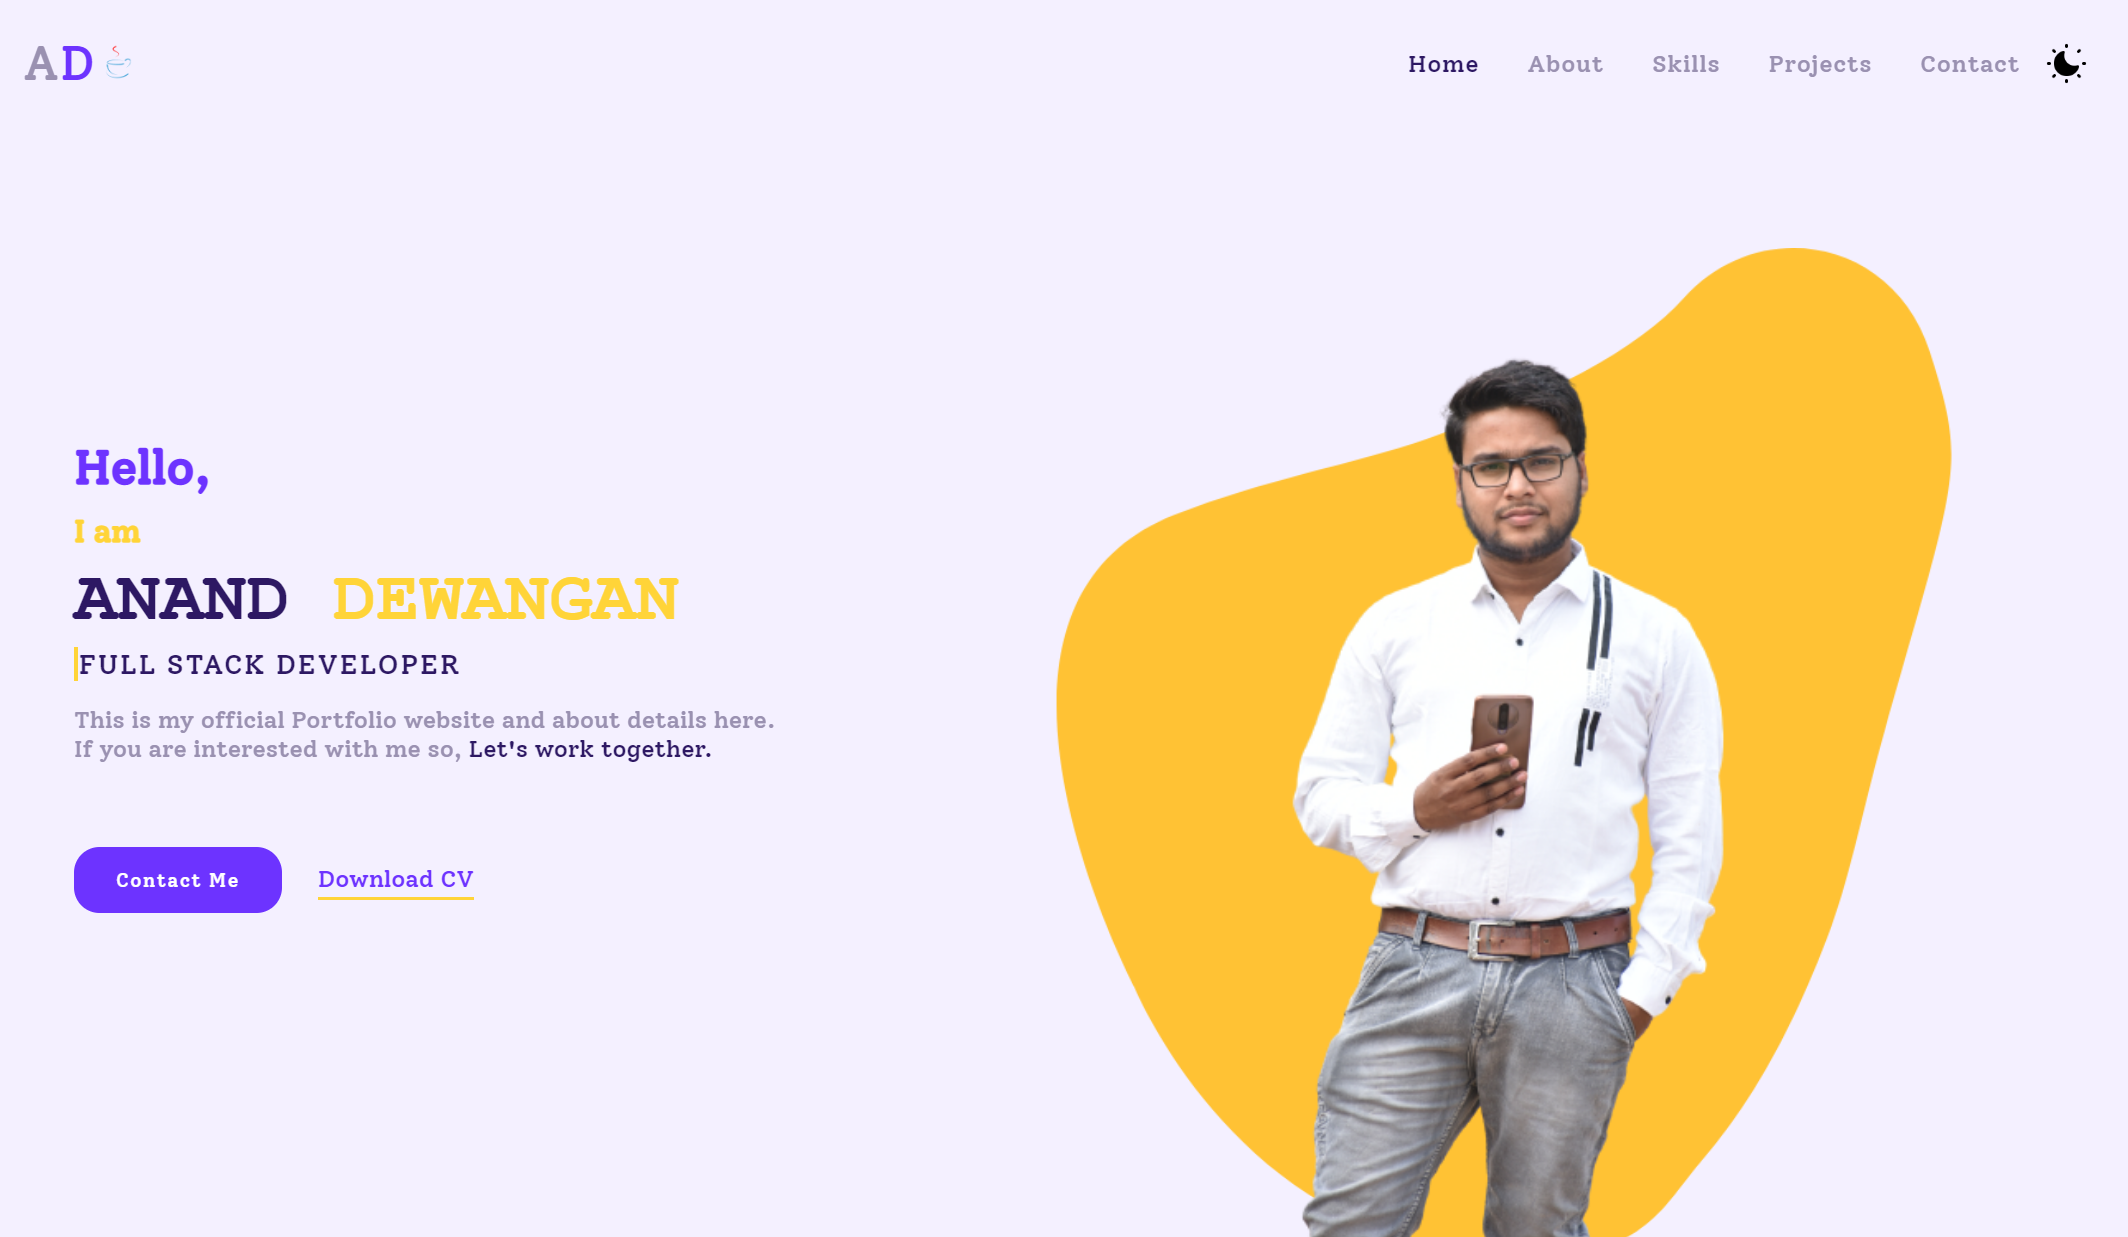 AD
Home About Skills Projects Contact
Hello,
I am
ANAND DEWANGAN
FULL STACK DEVELOPER
This is my official Portfolio website and about details here.
If you are interested with me so, Let's work together.
Contact Me Download CV